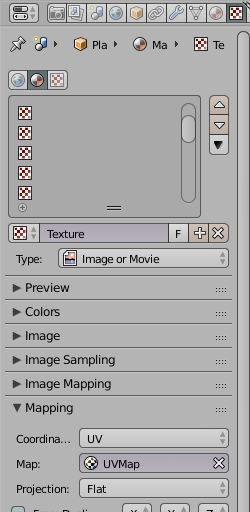 Pla Ma Te
Texture F
Type: Image or Movie
Preview
Colors
Image
Image Sampling
Image Mapping
Mapping
Coordina... UV
Map: UVMap
Projection: Flat